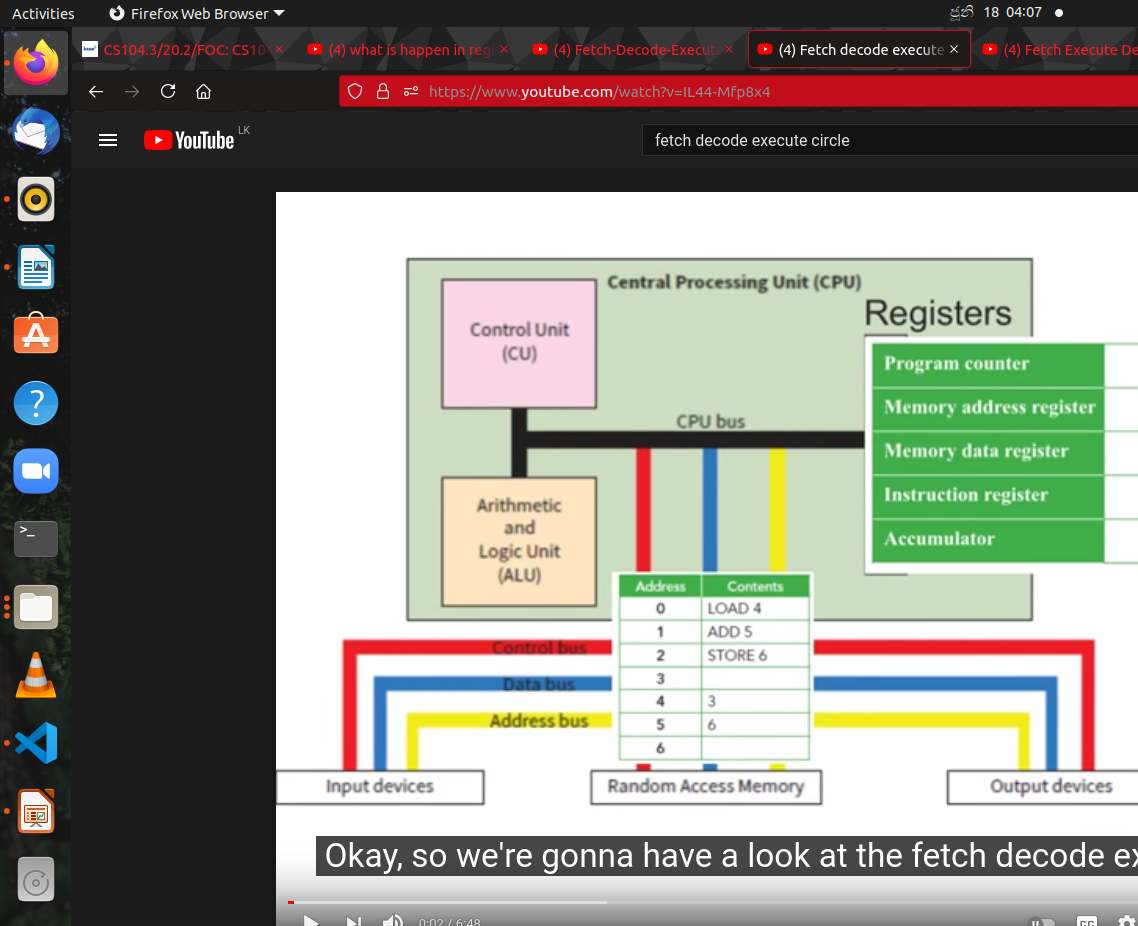 Activities
Firefox Web Browser
ජූනි 18 04:07
CS104.3/20.2/FOC: CS10
(4) what is happen in regi
(4) Fetch-Decode-Execut
(4) Fetch decode execute
(4) Fetch Execute De
https://www.youtube.com/watch?v=IL44-Mfp8x4
YouTube LK
fetch decode execute circle
Central Processing Unit (CPU)
Registers
Control Unit
(CU)
Program counter
Memory address register
CPU bus
Memory data register
Instruction register
Accumulator
Arithmetic
and
Logic Unit
(ALU)
Address Contents
0 LOAD 4
1 ADD 5
2 STORE 6
3
4 3
5 6
6
Control bus
Data bus
Address bus
Input devices
Random Access Memory
Output devices
Okay, so we're gonna have a look at the fetch decode ex
0:02 / 6:48